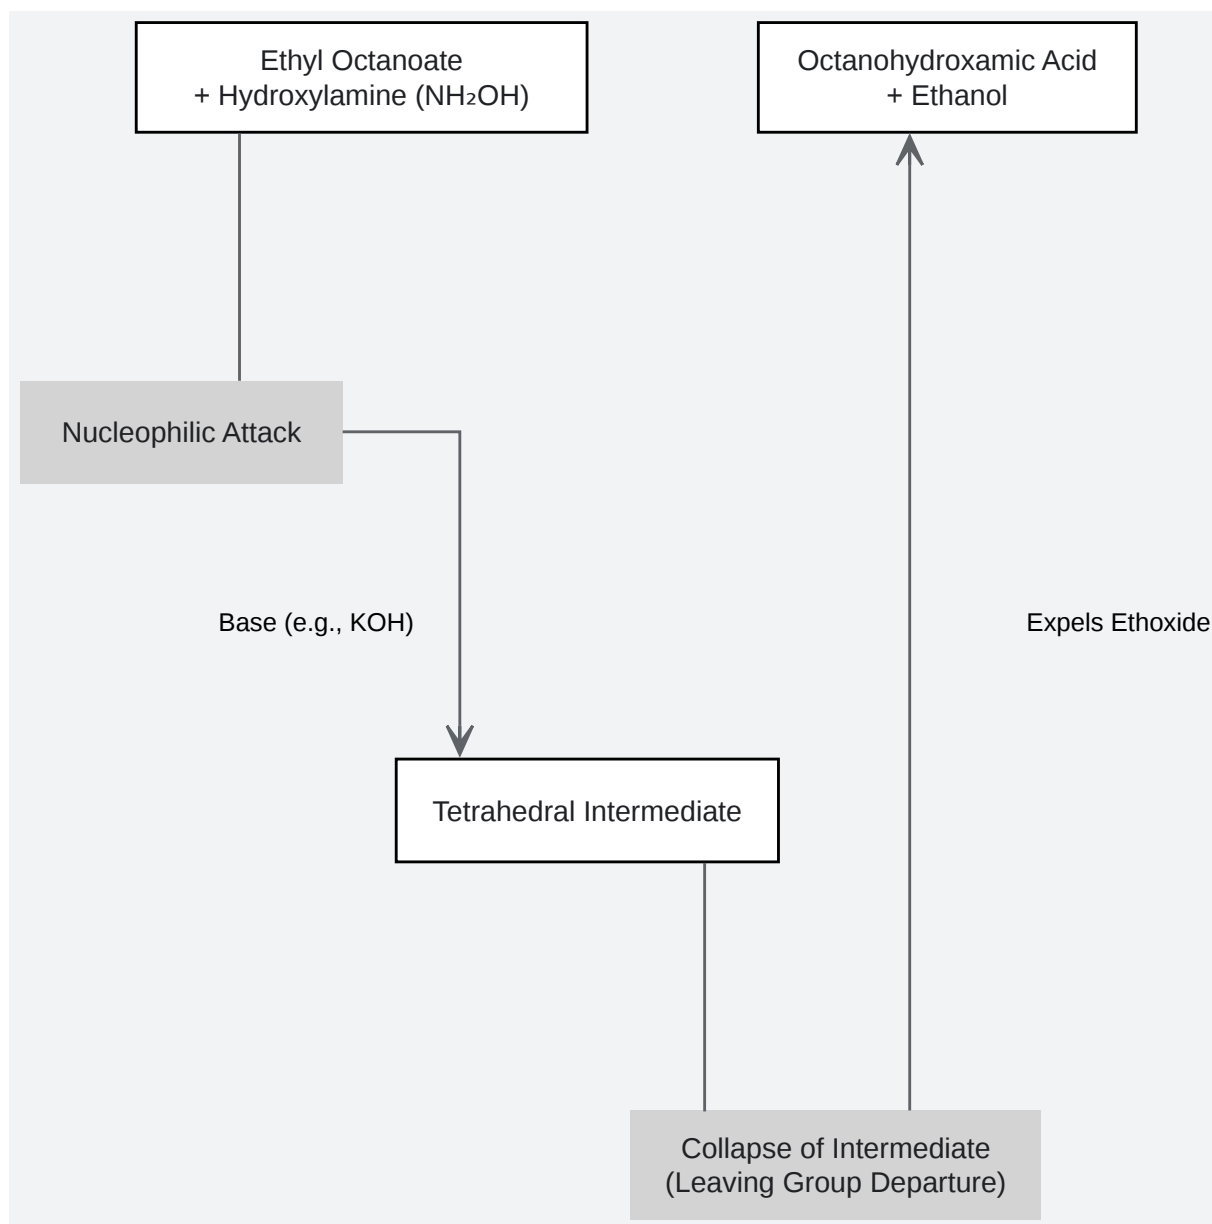 Ethyl Octanoate
+ Hydroxylamine (NH₂OH)
Octanohydroxamic Acid
+ Ethanol
Nucleophilic Attack
Base (e.g., KOH)
Expels Ethoxide
Tetrahedral Intermediate
Collapse of Intermediate
(Leaving Group Departure)